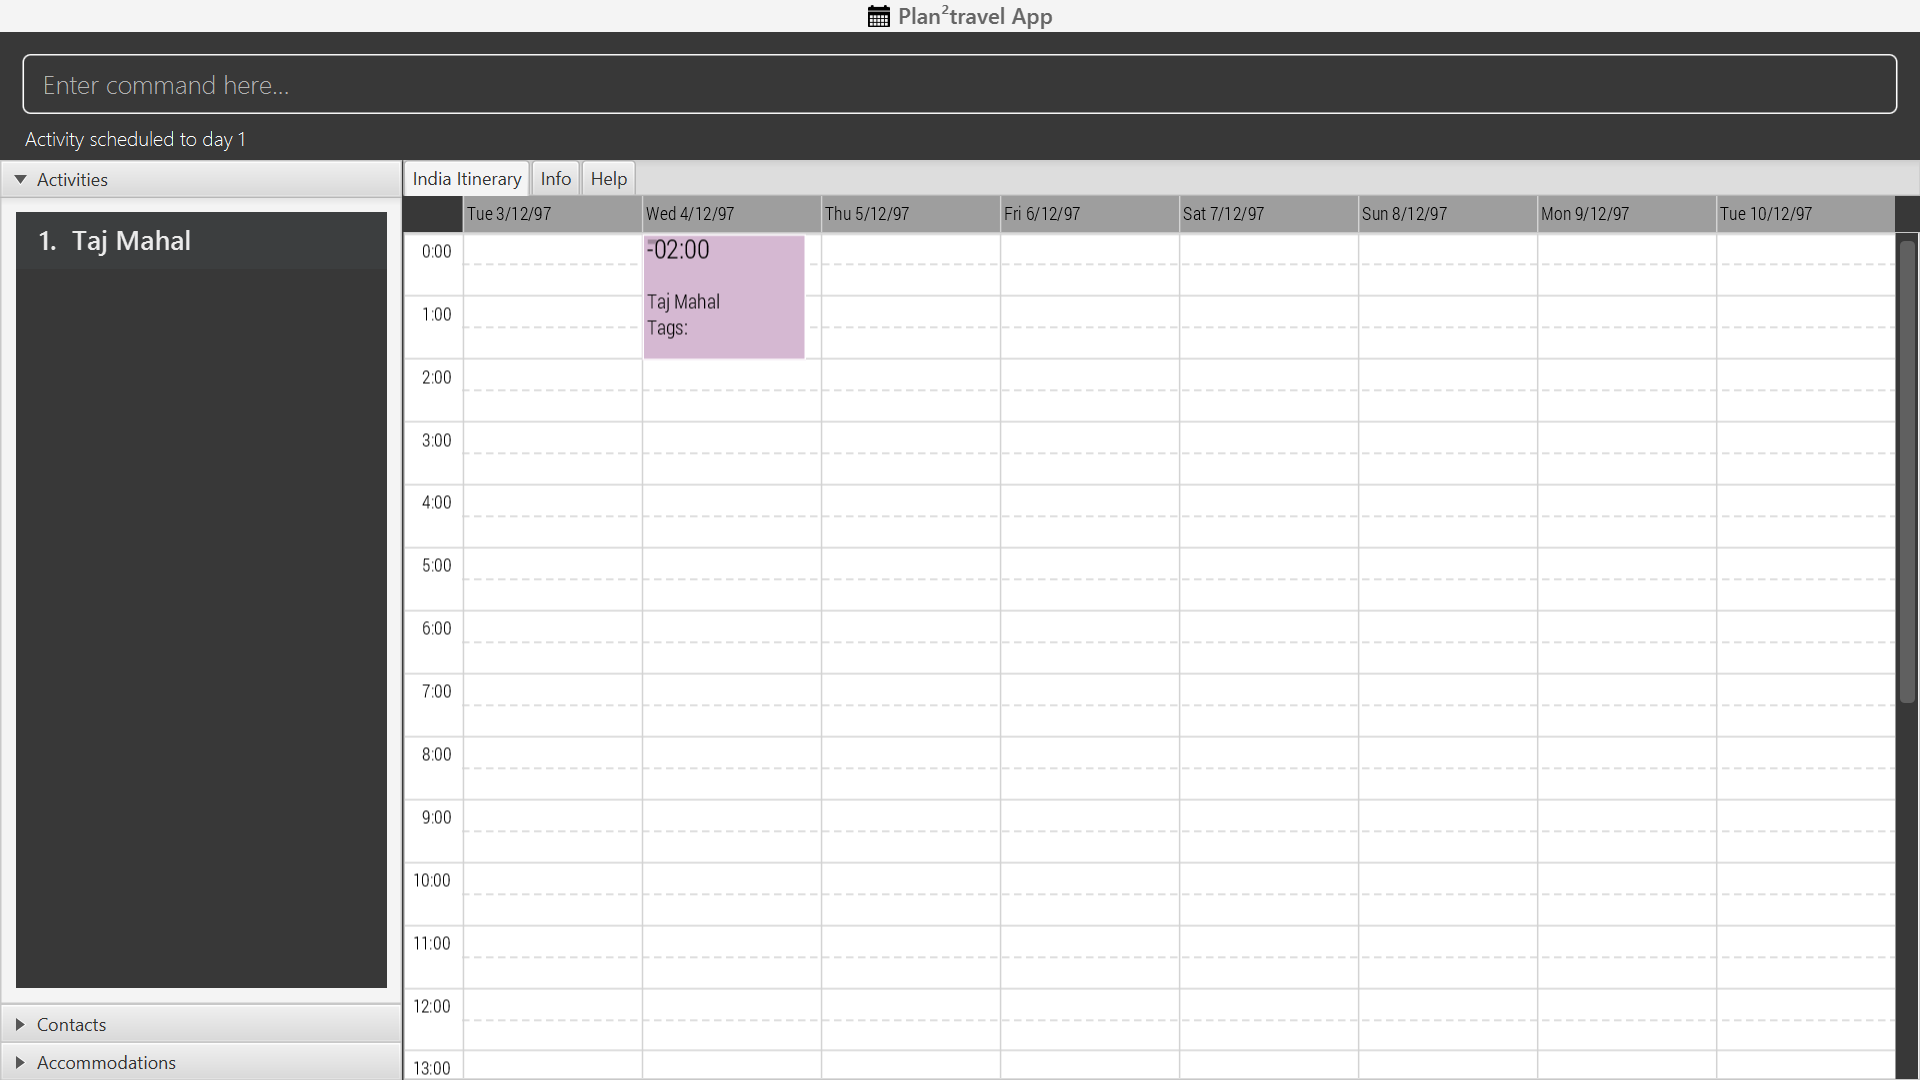 Plan²travel App
Enter command here...
Activity scheduled to day 1
Activities
1. Taj Mahal
Contacts
Accommodations
India Itinerary Info Help
Tue 3/12/97 Wed 4/12/97 Thu 5/12/97 Fri 6/12/97 Sat 7/12/97 Sun 8/12/97 Mon 9/12/97 Tue 10/12/97
-02:00
Taj Mahal
Tags:
0:00
1:00
2:00
3:00
4:00
5:00
6:00
7:00
8:00
9:00
10:00
11:00
12:00
13:00